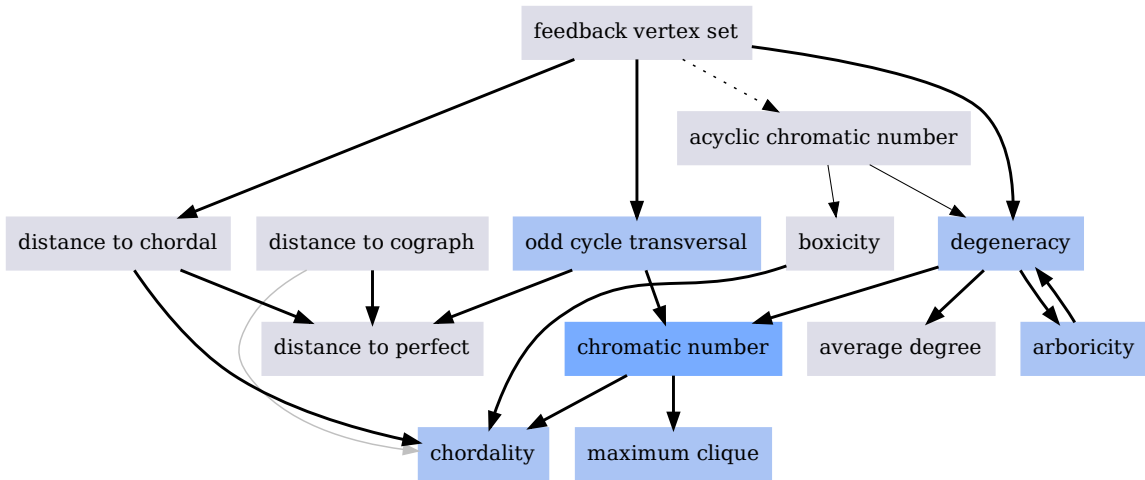 feedback vertex set
acyclic chromatic number
distance to chordal
distance to cograph
odd cycle transversal
boxicity
degeneracy
distance to perfect
chromatic number
average degree
arboricity
chordality
maximum clique